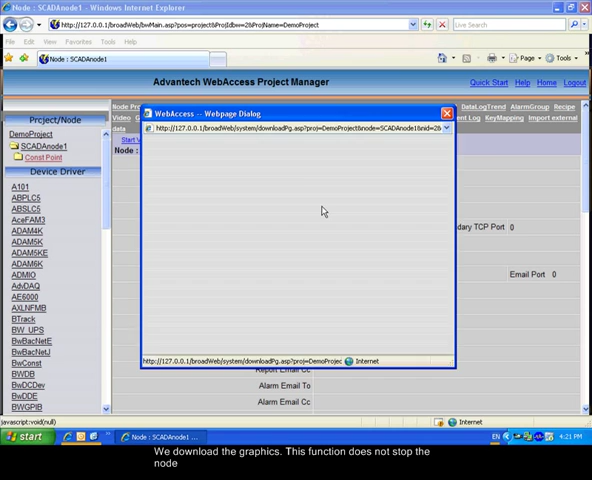 Node : SCADAnode1 - Windows Internet Explorer
http://127.0.0.1/broadWeb/bwMain.asp?pos=project&ProjIdbw=28ProjName=DemoProject
File Edit View Favorites Tools Help
Node : SCADAnode1
Page Tools
Advantech WebAccess Project Manager
Quick Start Help Home Logout
Project/Node
DemoProject
SCADAnode1
Const Point
Device Driver
A101
ABPLC5
ABSLC5
AceFAM3
ADAM4K
ADAM5K
ADAM5KE
ADAM6K
ADMIO
AdvDAQ
AE6000
AXLNFMB
BTrack
BW_UPS
BwBacNetE
BwBacNetJ
BwConst
BWDB
BwDCDev
BwDDE
BWGPIB
Node Pro
DataLogTrend AlarmGroup Recipe
Video
nt Log KeyMapping Import external
data
Start V
Node :
WebAccess -- Webpage Dialog
http://127.0.0.1/broadWeb/system/downloadPg.asp?proj=DemoProject&node=SCADAnode1&nid=28
dary TCP Port 0
Email Port 0
http://127.0.0.1/broadWeb/system/downloadPg.asp?proj=DemoProjec
Internet
Report Email Cc
Alarm Email To
Alarm Email Cc
javascript:void(null)
Internet
start
Node : SCADAnode1 ...
EN
4:21 PM
We download the graphics. This function does not stop the
node